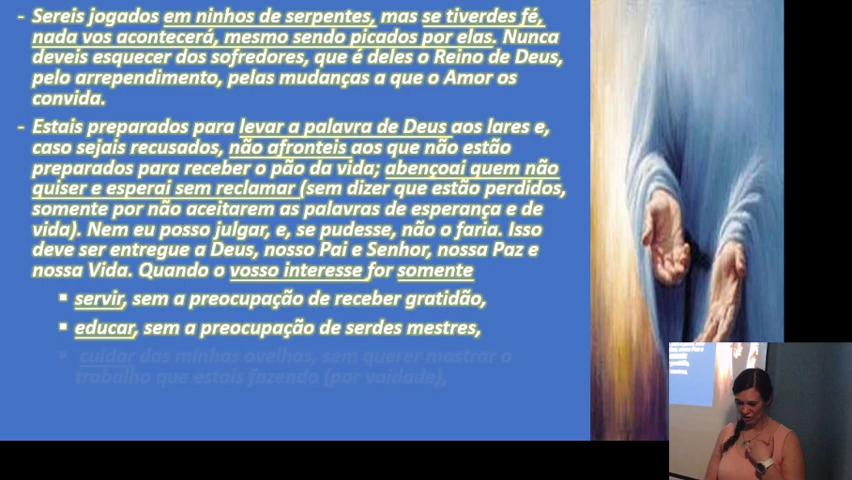 - Sereis jogados em ninhos de serpentes, mas se tiverdes fé,
nada vos acontecerá, mesmo sendo picados por elas. Nunca
deveis esquecer dos sofredores, que é deles o Reino de Deus,
pelo arrependimento, pelas mudanças a que o Amor os
convida.
- Estais preparados para levar a palavra de Deus aos lares e,
caso sejais recusados, não afronteis aos que não estão
preparados para receber o pão da vida; abençoai quem não
quiser e esperai sem reclamar (sem dizer que estão perdidos,
somente por não aceitarem as palavras de esperança e de
vida). Nem eu posso julgar, e, se pudesse, não o faria. Isso
deve ser entregue a Deus, nosso Pai e Senhor, nossa Paz e
nossa Vida. Quando o vosso interesse for somente
▪ servir, sem a preocupação de receber gratidão,
▪ educar, sem a preocupação de serdes mestres,
▪ cuidar das minhas ovelhas, sem querer mostrar o
trabalho que estais fazendo (por vaidade),